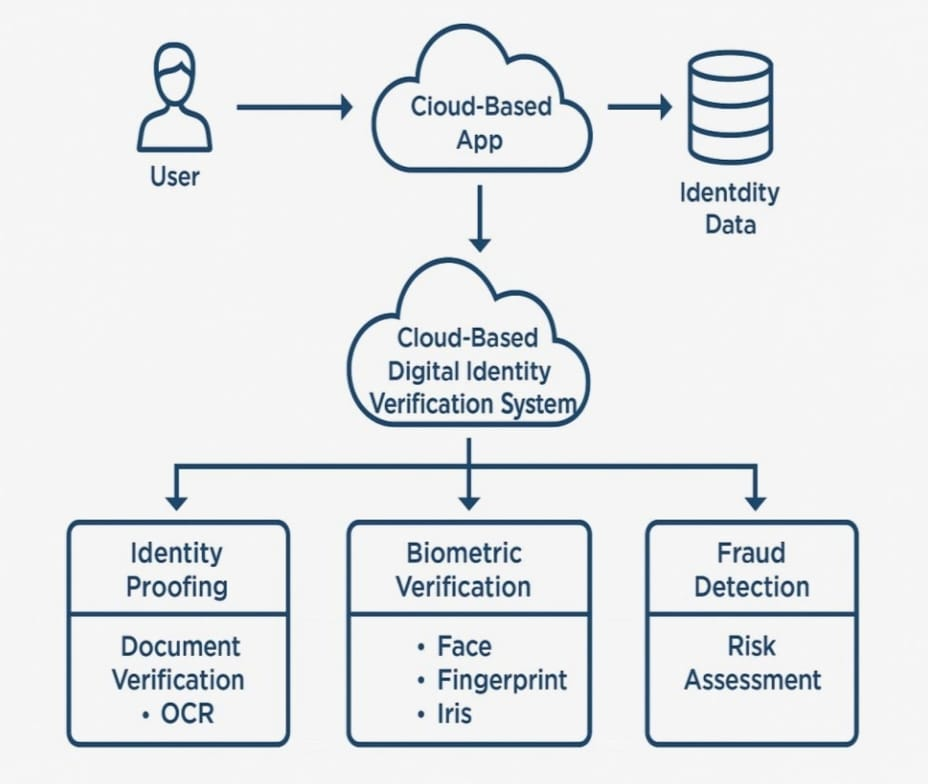 Cloud-Based
App
User
Identdity
Data
Cloud-Based
Digital Identity
Verification System
Identity
Proofing
Document
Verification
• OCR
Biometric
Verification
• Face
• Fingerprint
• Iris
Fraud
Detection
Risk
Assessment